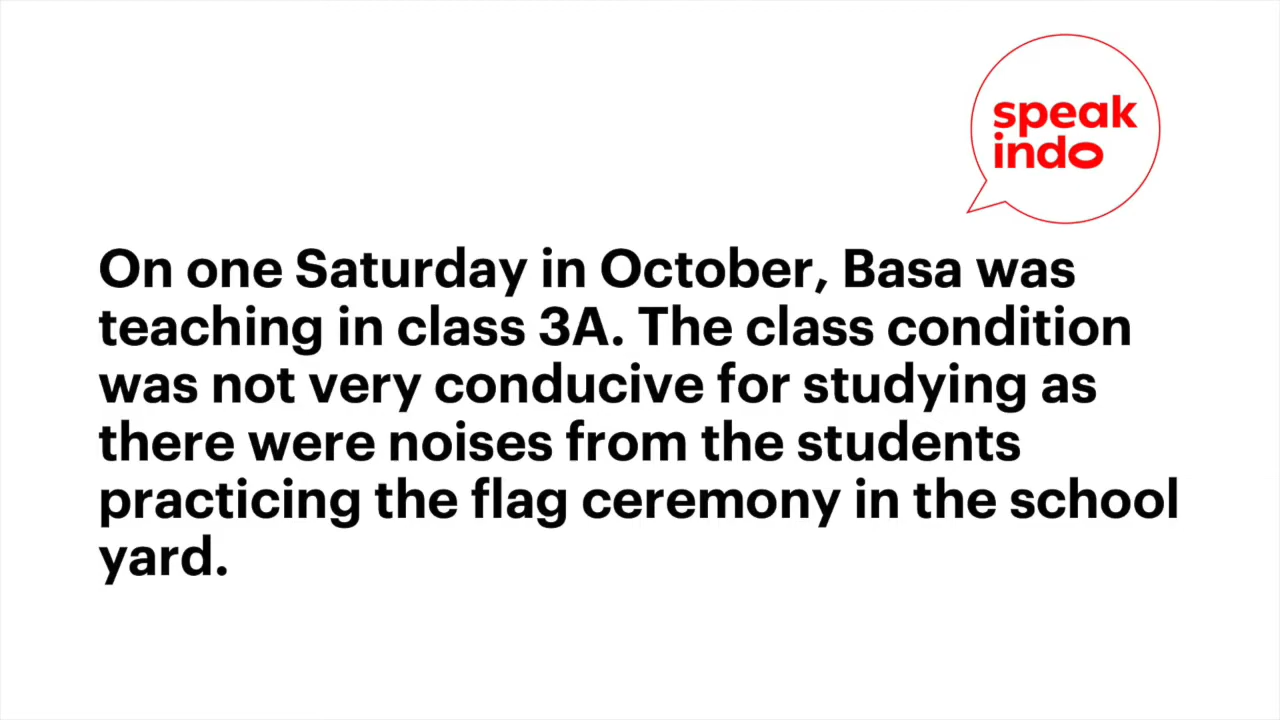 speak
indo
On one Saturday in October, Basa was
teaching in class 3A. The class condition
was not very conducive for studying as
there were noises from the students
practicing the flag ceremony in the school
yard.